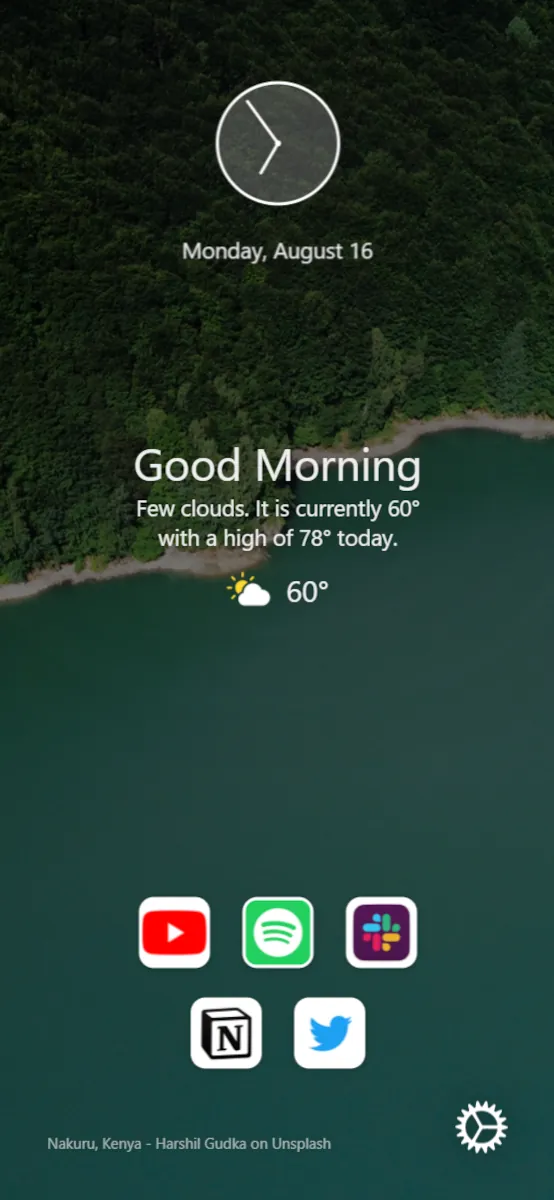 Monday, August 16
Good Morning
Few clouds. It is currently 60°
with a high of 78° today.
60°
N
Nakuru, Kenya - Harshil Gudka on Unsplash